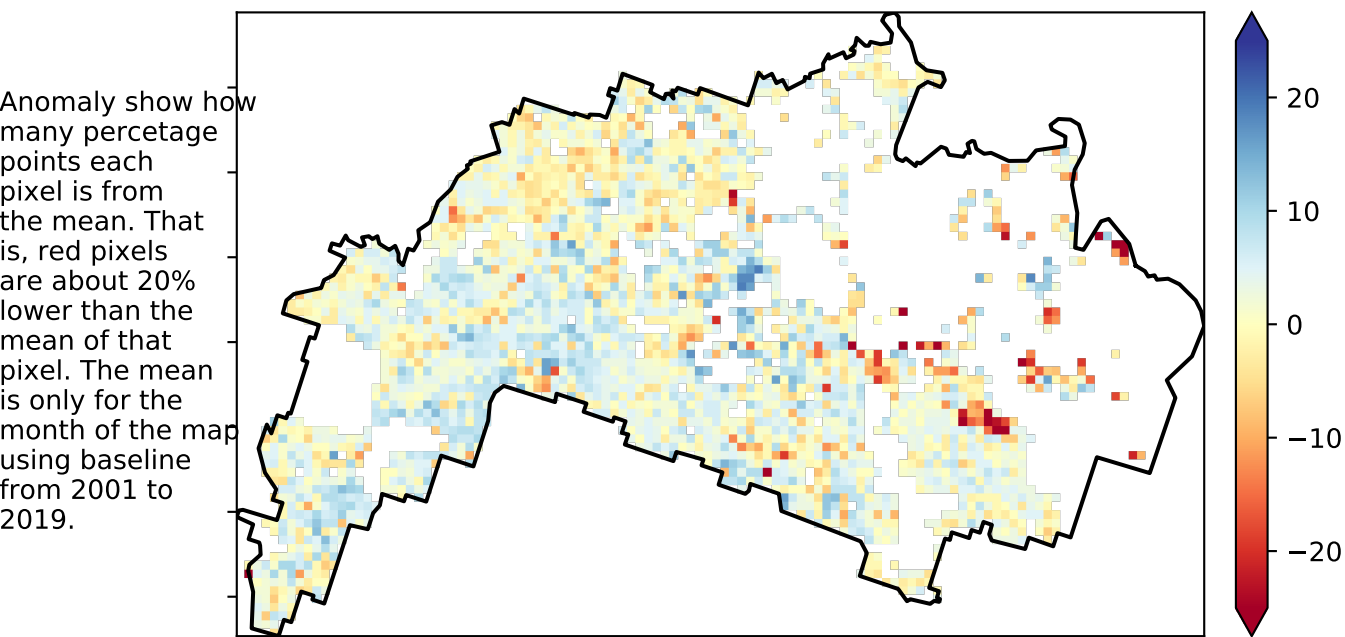 Anomaly show how
many percetage
points each
pixel is from
the mean. That
is, red pixels
are about 20%
lower than the
mean of that
pixel. The mean
is only for the
month of the map
using baseline
from 2001 to
2019.
20
10
0
−10
−20